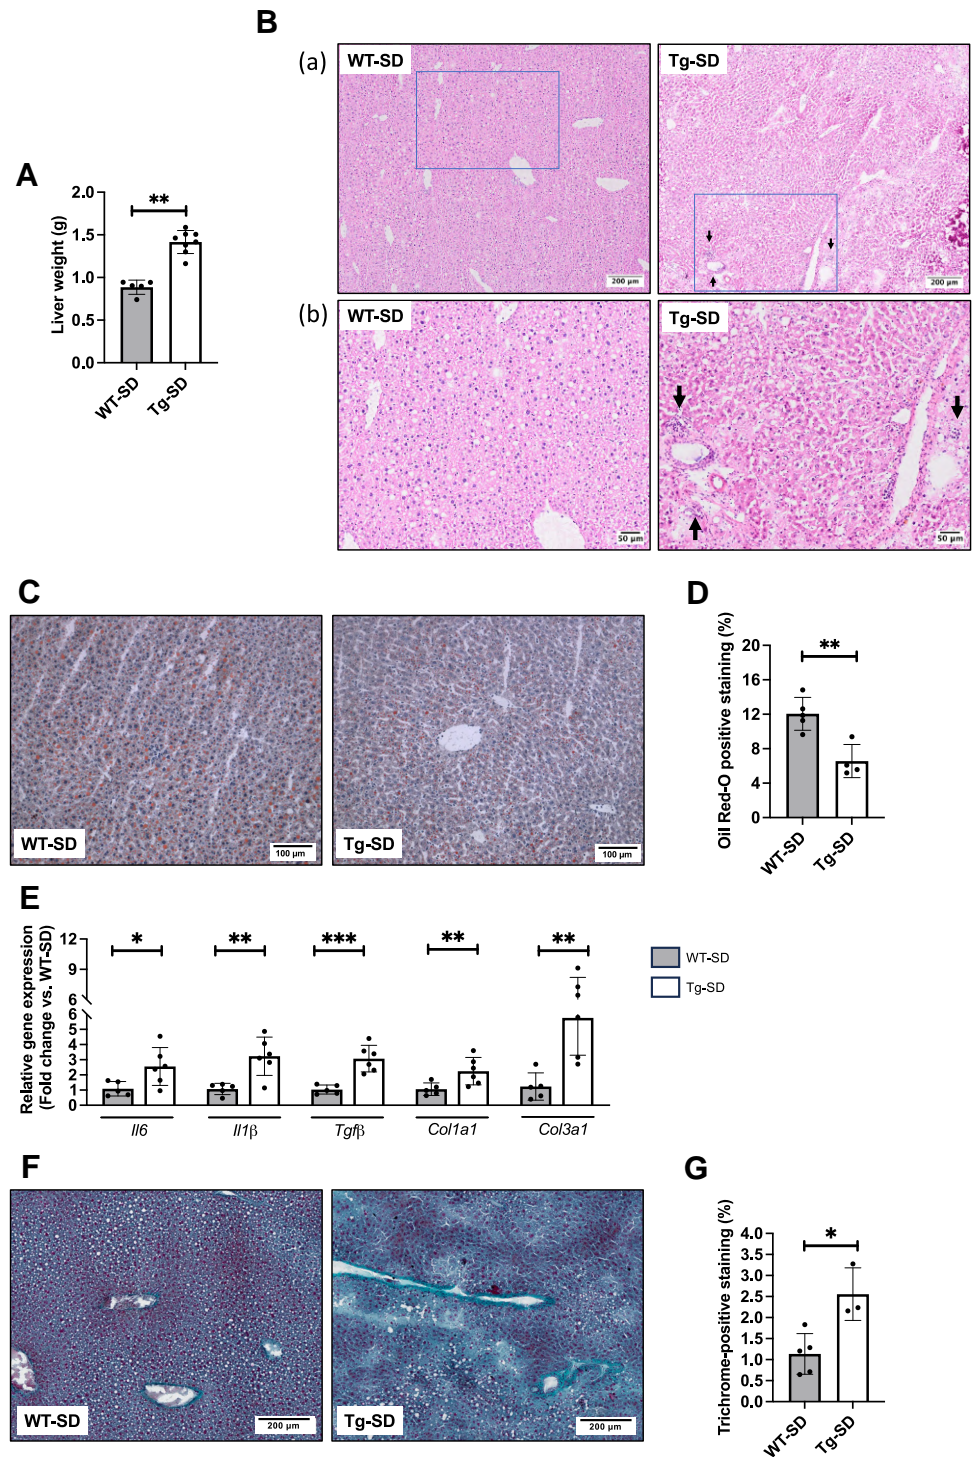 B
(a)
WT-SD
Tg-SD
200 µm
200 µm
A
Liver weight (g)
2.0
1.5
1.0
0.5
0.0
**
WT-SD
Tg-SD
(b)
WT-SD
Tg-SD
50 µm
50 µm
C
WT-SD
100 µm
Tg-SD
100 µm
D
Oil Red-O positive staining (%)
20
16
12
8
4
0
**
WT-SD
Tg-SD
E
Relative gene expression
(Fold change vs. WT-SD)
12
9
6
6
5
4
3
2
1
0
*
**
***
**
**
Il6
Il1β
Tgfβ
Col1a1
Col3a1
WT-SD
Tg-SD
F
WT-SD
200 µm
Tg-SD
200 µm
G
Trichrome-positive staining (%)
4.0
3.5
3.0
2.5
2.0
1.5
1.0
0.5
0.0
*
WT-SD
Tg-SD